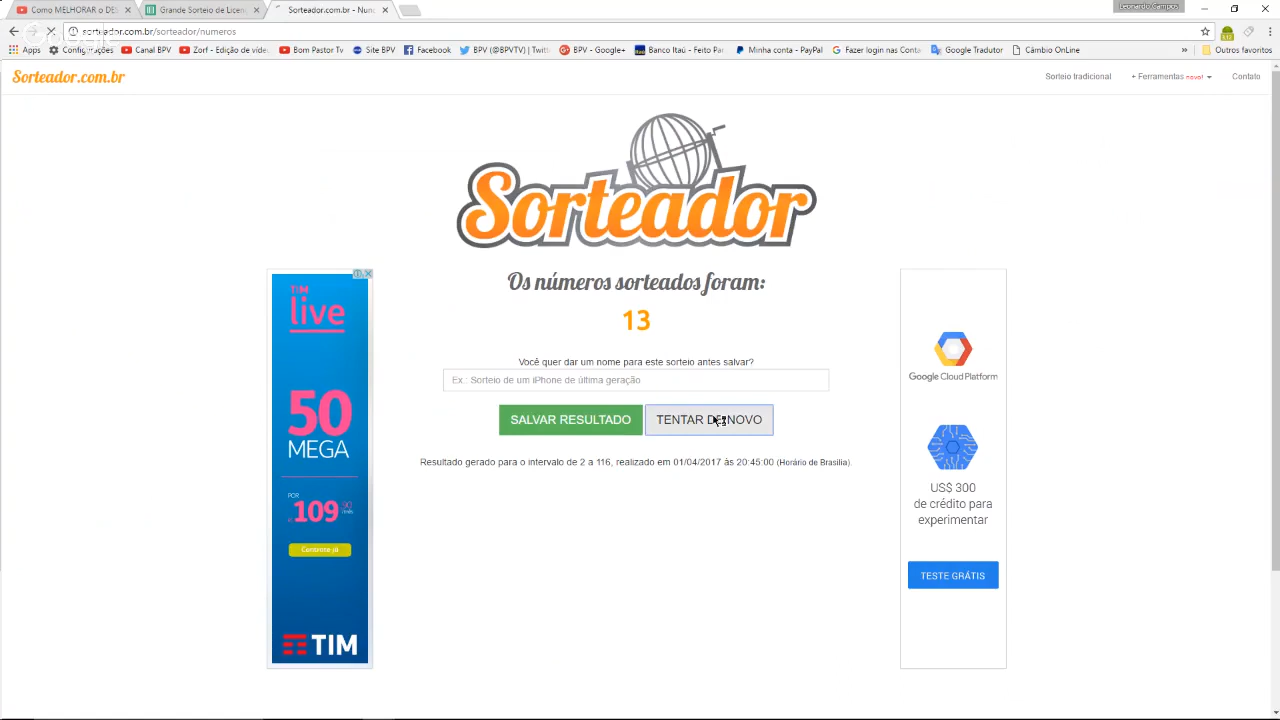 Como MELHORAR o DE
Grande Sorteio de Licen
Sorteador.com.br - Nun
Leonardo Campos
sorteador.com.br/sorteador/numeros
Apps Configurações Canal BPV Zorf - Edição de víde Bom Pastor Tv Site BPV Facebook BPV (@BPVTV) | Twitt BPV - Google+ Banco Itaú - Feito Par Minha conta - PayPal Fazer login nas Conta Google Tradutor Câmbio OnLine » Outros favoritos
Sorteador.com.br
Sorteio tradicional + Ferramentas novo! Contato
Sorteador
Os números sorteados foram:
13
Você quer dar um nome para este sorteio antes salvar?
Ex.: Sorteio de um iPhone de última geração
SALVAR RESULTADO TENTAR DE NOVO
Resultado gerado para o intervalo de 2 a 116, realizado em 01/04/2017 às 20:45:00 (Horário de Brasília).
TIM
live
50
MEGA
POR
109
Contrate já
TIM
Google Cloud Platform
US$ 300
de crédito para
experimentar
TESTE GRÁTIS